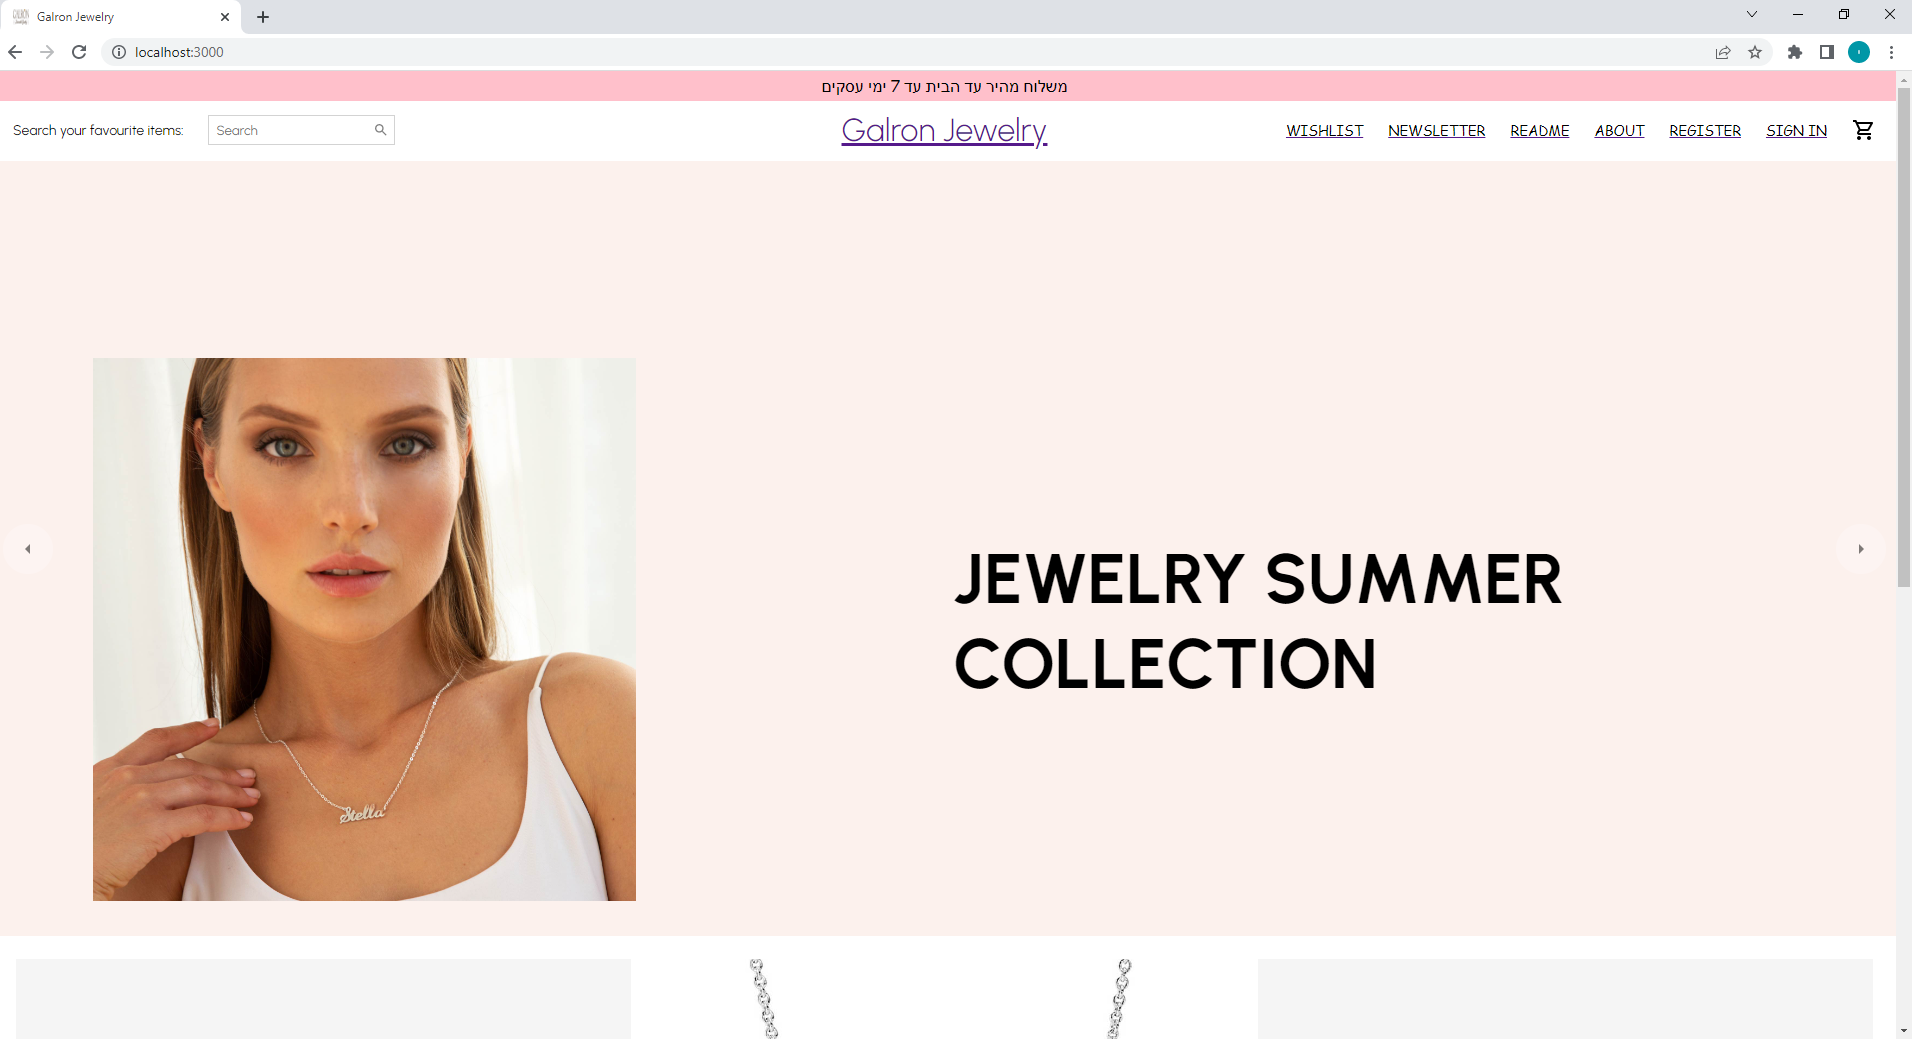 Galron Jewelry
localhost:3000
משלוח מהיר עד הבית עד 7 ימי עסקים
Search your favourite items:
Search
Galron Jewelry
WISHLIST
NEWSLETTER
README
ABOUT
REGISTER
SIGN IN
Stella
JEWELRY SUMMER
COLLECTION